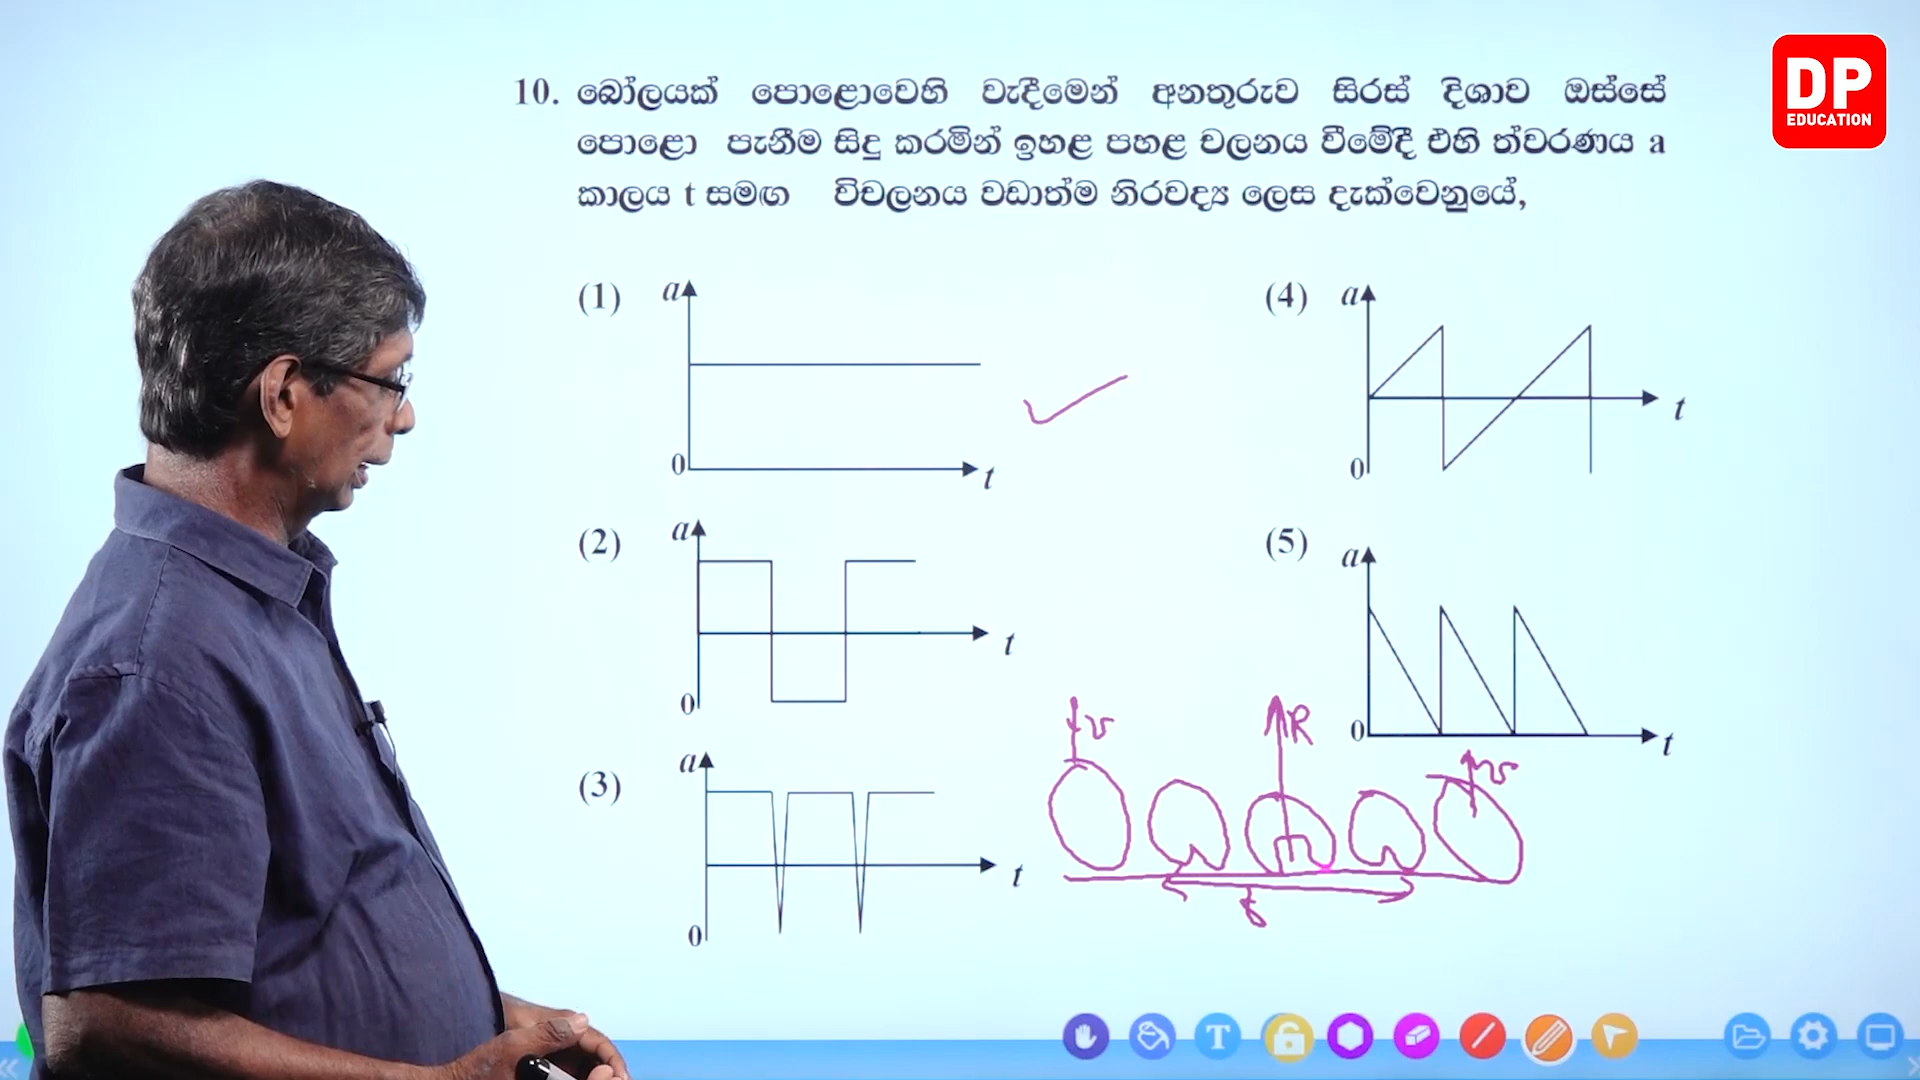 DP
EDUCATION
10. බෝලයක් පොළොවෙහි වැදීමෙන් අනතුරුව සිරස් දිශාව ඔස්සේ
පොළො පැනීම සිදු කරමින් ඉහළ පහළ චලනය වීමේදී එහි ත්වරණය a
කාලය t සමඟ විචලනය වඩාත්ම නිරවද්‍ය ලෙස දැක්වෙනුයේ,
(1) a
0 t
(2) a
t
0
(3) a
t
0
(4) a
t
0
(5) a
0 t
v R v
t
T